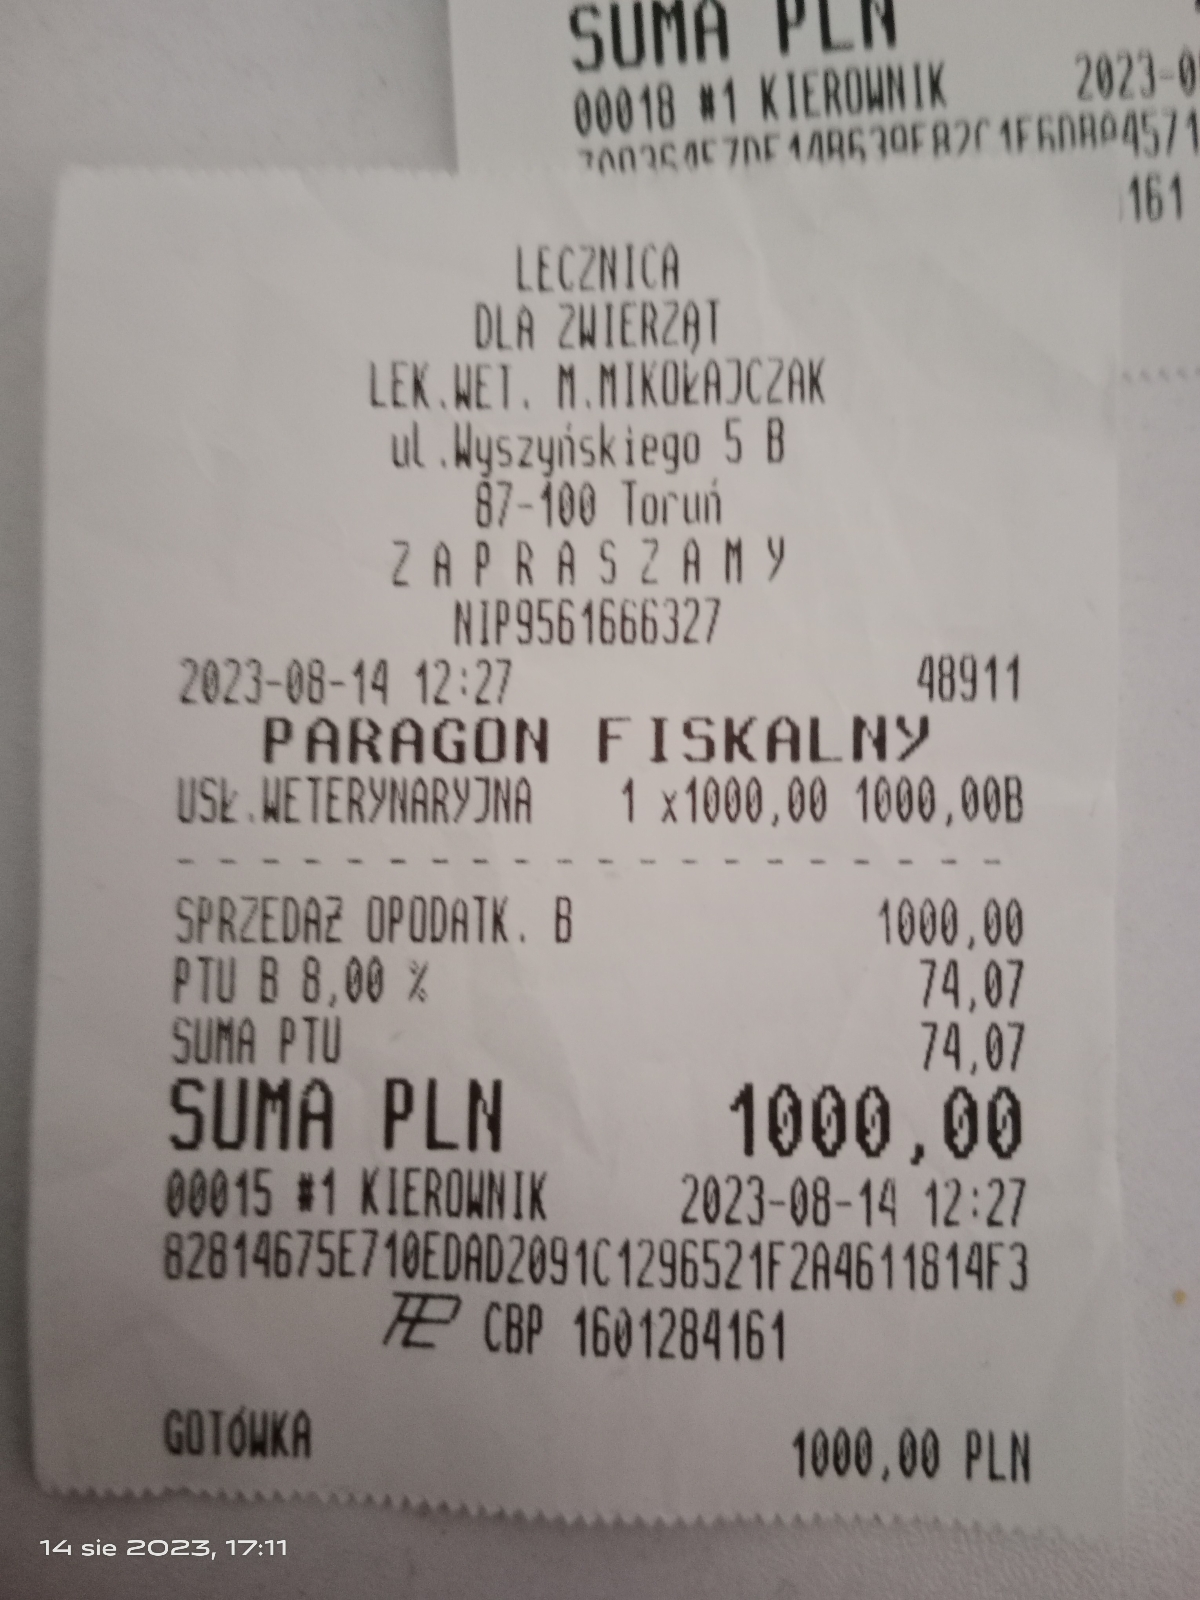 SUMA PLN
00018 #1 KIEROWNIK 2023-0
161
LECZNICA
DLA ZWIERZĄT
LEK.WET. M.MIKOŁAJCZAK
ul.Wyszyńskiego 5 B
87-100 Toruń
Z A P R A S Z A M Y
NIP9561666327
2023-08-14 12:27 48911
PARAGON FISKALNY
USŁ.WETERYNARYJNA 1 x1000,00 1000,00B
- - - - - - - - - - - - - - - - - - - -
SPRZEDAŻ OPODATK. B 1000,00
PTU B 8,00 % 74,07
SUMA PTU 74,07
SUMA PLN 1000,00
00015 #1 KIEROWNIK 2023-08-14 12:27
82814675E710EDAD2091C1296521F2A4611814F3
CBP 1601284161
GOTÓWKA 1000,00 PLN
14 sie 2023, 17:11